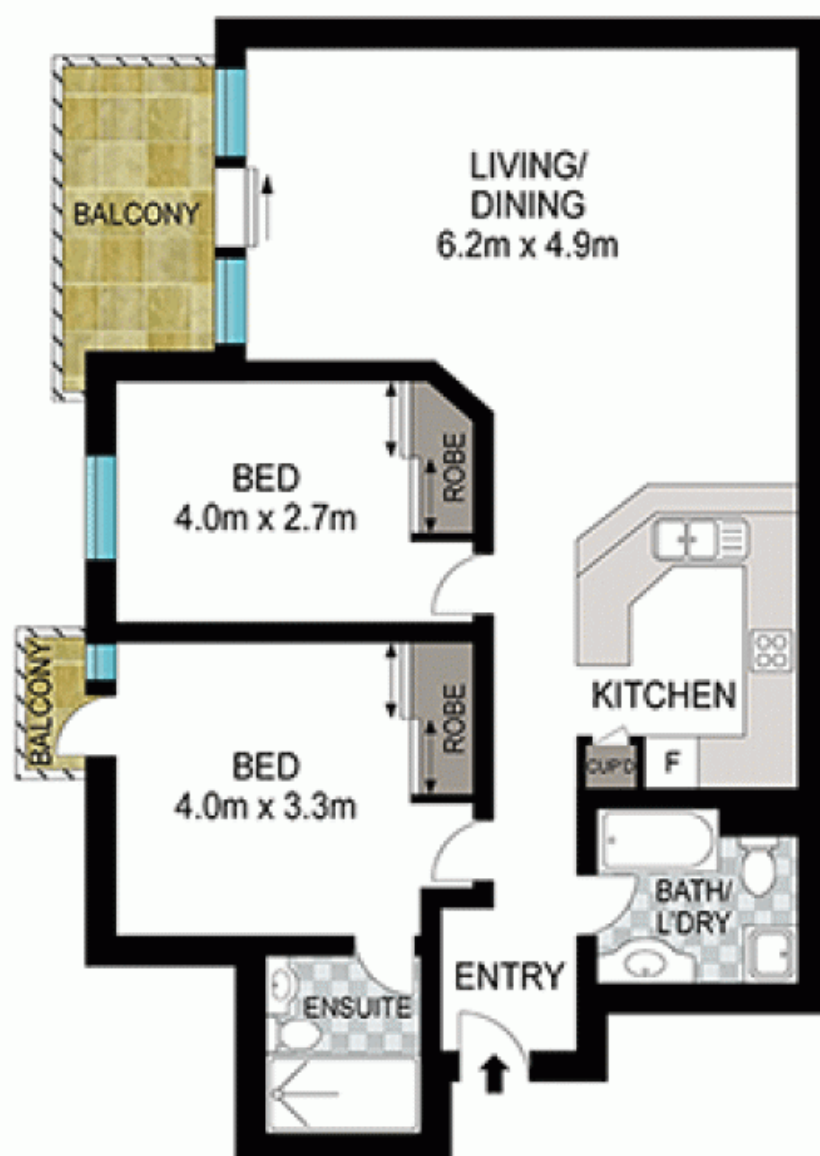 BALCONY
LIVING/
DINING
6.2m x 4.9m
BED
4.0m x 2.7m
ROBE
BALCONY
BED
4.0m x 3.3m
ROBE
KITCHEN
CUP'D
F
BATH/
L'DRY
ENTRY
ENSUITE